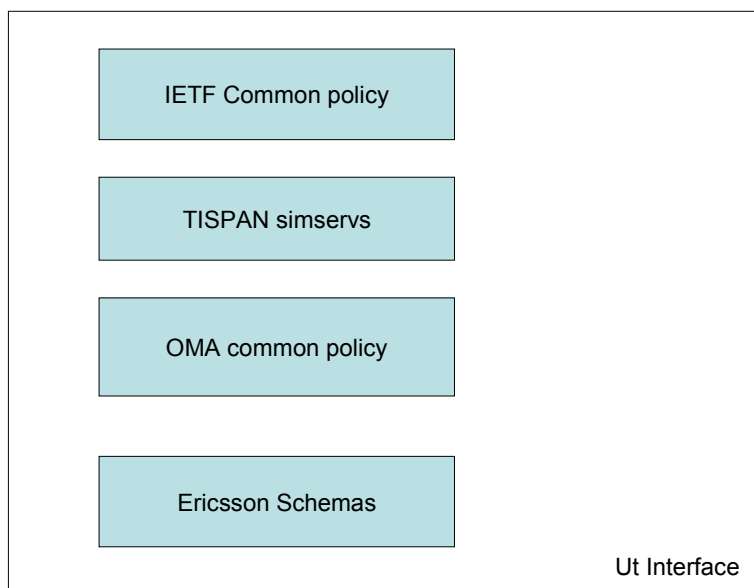 IETF Common policy
TISPAN simservs
OMA common policy
Ericsson Schemas
Ut Interface